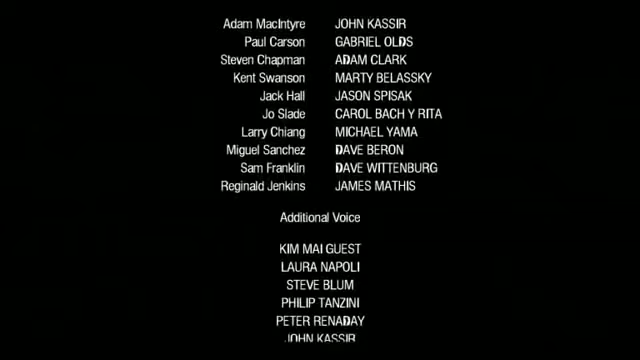 Adam MacIntyre JOHN KASSIR
Paul Carson GABRIEL OLDS
Steven Chapman ADAM CLARK
Kent Swanson MARTY BELASSKY
Jack Hall JASON SPISAK
Jo Slade CAROL BACH Y RITA
Larry Chiang MICHAEL YAMA
Miguel Sanchez DAVE BERON
Sam Franklin DAVE WITTENBURG
Reginald Jenkins JAMES MATHIS
Additional Voice
KIM MAI GUEST
LAURA NAPOLI
STEVE BLUM
PHILIP TANZINI
PETER RENADAY
JOHN KASSIR